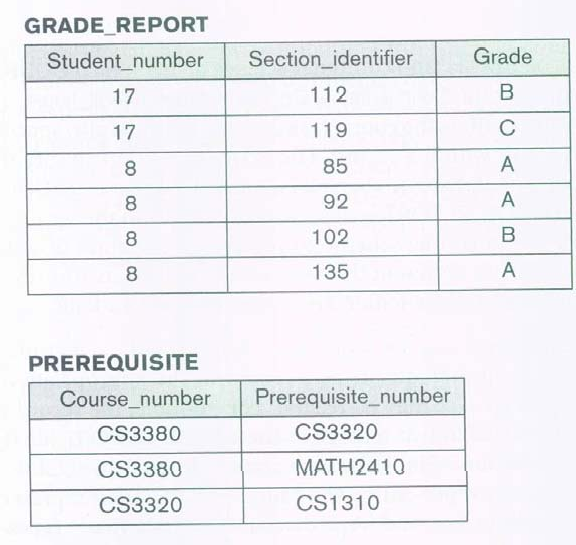 GRADE_REPORT
Student_number Section_identifier Grade
17 112 B
17 119 C
8 85 A
8 92 A
8 102 B
8 135 A
PREREQUISITE
Course_number Prerequisite_number
CS3380 CS3320
CS3380 MATH2410
CS3320 CS1310